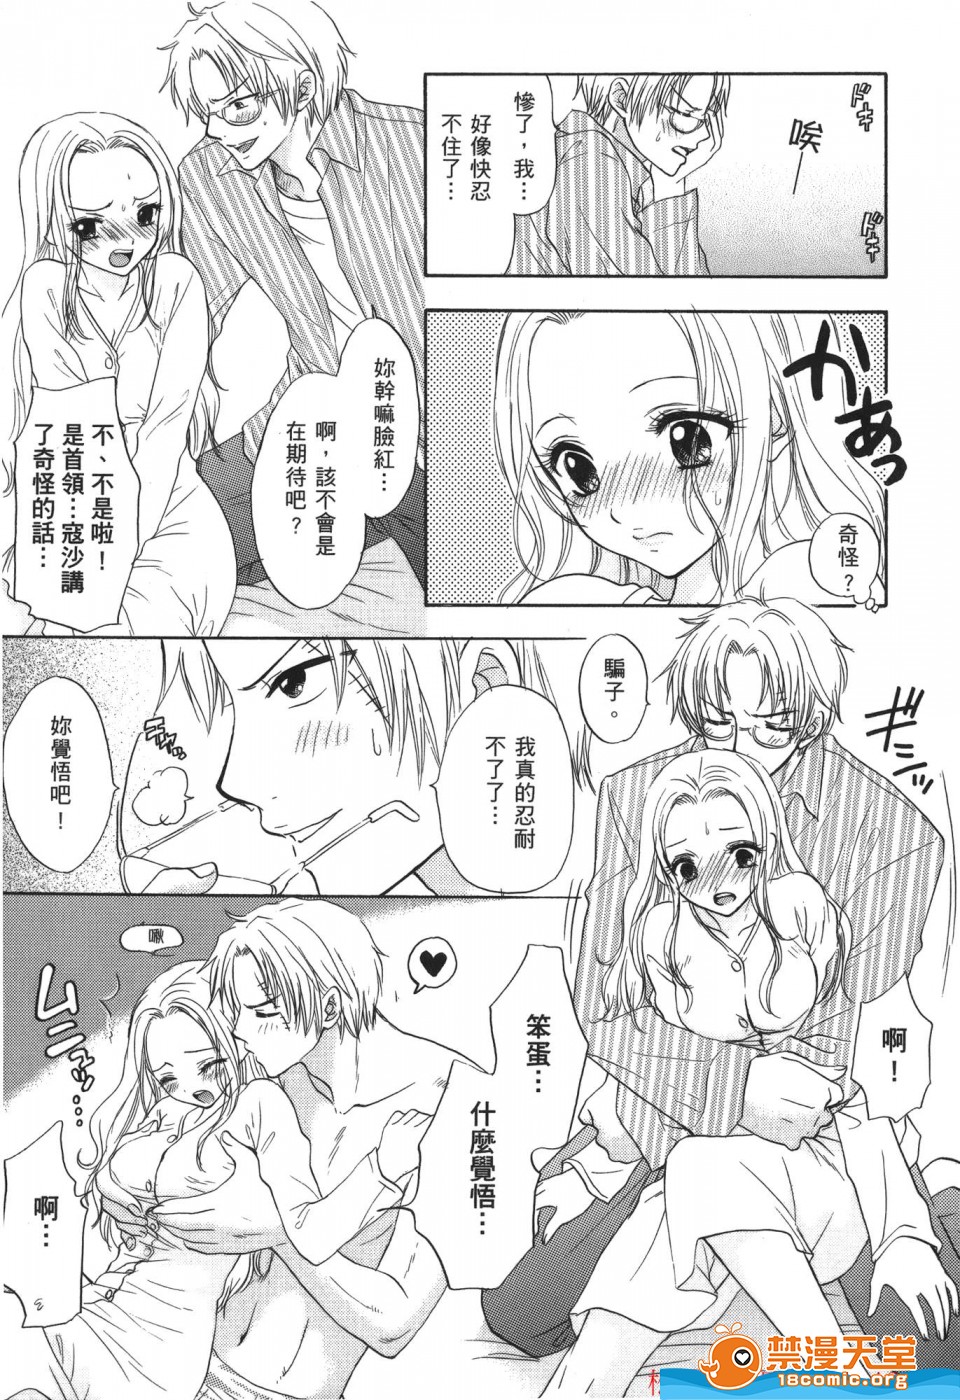 唉
——
ドキ
ドキ
慘了，我…
好像快忍
不住了…
妳幹嘛臉紅…
啊，該不會是
在期待吧？
不、不是啦！
是首領…寇沙講
了奇怪的話…
かあっ
奇怪？
騙子。
ギュッ
啊！
我真的忍耐
不了了…
妳覺悟吧！
笨蛋…
什麼覺悟…
♥
啾
ムニュッ…
啊…
禁漫天堂
18comic.org